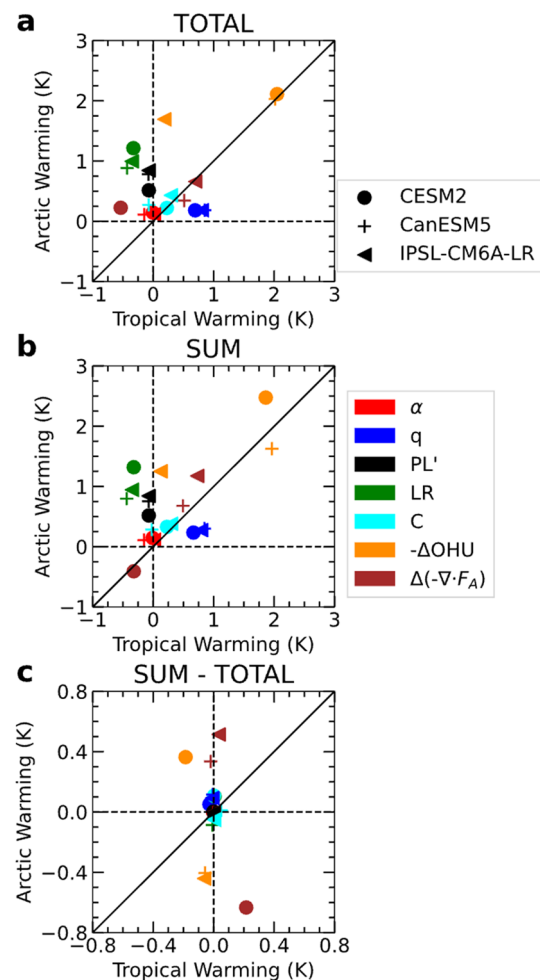 a
TOTAL
Arctic Warming (K)
3
2
1
0
−1
−1 0 1 2 3
Tropical Warming (K)
CESM2
CanESM5
IPSL-CM6A-LR
b
SUM
Arctic Warming (K)
3
2
1
0
−1
−1 0 1 2 3
Tropical Warming (K)
α
q
PL'
LR
C
-ΔOHU
Δ(-∇·F_A)
c
SUM - TOTAL
Arctic Warming (K)
0.8
0.4
0.0
−0.4
−0.8
−0.8 −0.4 0.0 0.4 0.8
Tropical Warming (K)